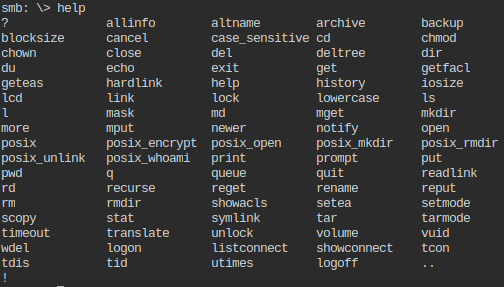 smb: \> help
? allinfo altname archive backup
blocksize cancel case_sensitive cd chmod
chown close del deltree dir
du echo exit get getfacl
geteas hardlink help history iosize
lcd link lock lowercase ls
l mask md mget mkdir
more mput newer notify open
posix posix_encrypt posix_open posix_mkdir posix_rmdir
posix_unlink posix_whoami print prompt put
pwd q queue quit readlink
rd recurse reget rename reput
rm rmdir showacls setea setmode
scopy stat symlink tar tarmode
timeout translate unlock volume vuid
wdel logon listconnect showconnect tcon
tdis tid utimes logoff ..
!